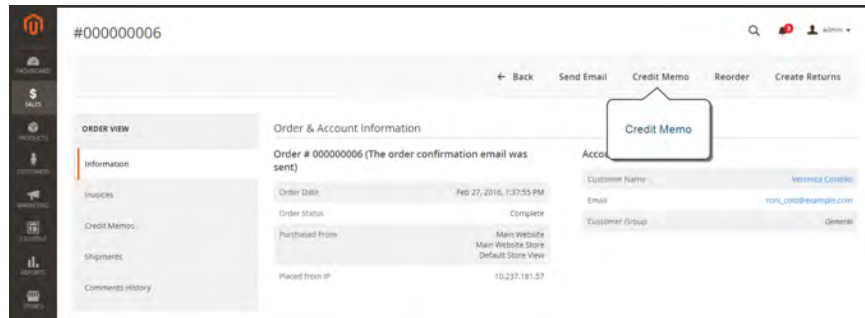 #000000006
3
admin
← Back
Send Email
Credit Memo
Reorder
Create Returns
Credit Memo
DASHBOARD
SALES
PRODUCTS
CUSTOMERS
MARKETING
CONTENT
REPORTS
STORES
ORDER VIEW
Information
Invoices
Credit Memos
Shipments
Comments History
Order & Account Information
Order # 000000006 (The order confirmation email was
sent)
Order Date Feb 27, 2016, 1:37:55 PM
Order Status Complete
Purchased From Main Website
Main Website Store
Default Store View
Placed from IP 10.237.181.57
Customer Name Veronica Costello
Email roni_cost@example.com
Customer Group General